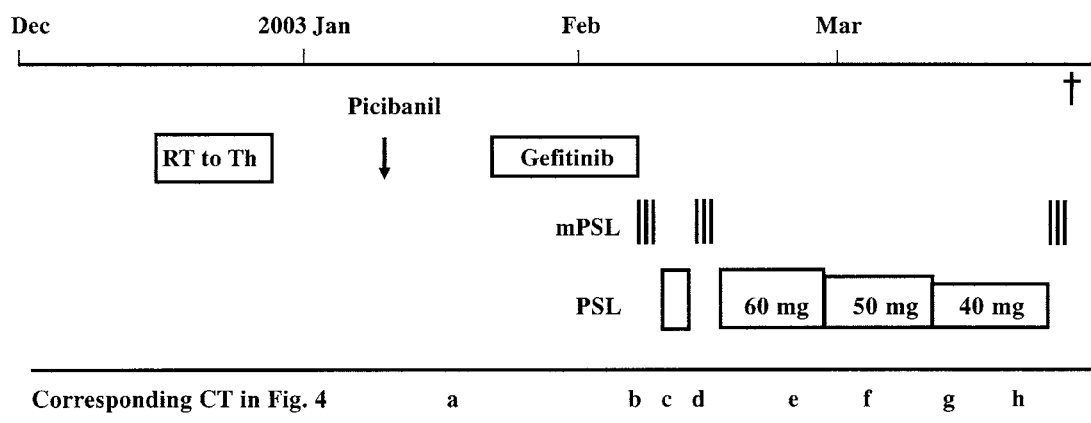 Dec 2003 Jan Feb Mar
†
Picibanil
RT to Th Gefitinib
mPSL
PSL 60 mg 50 mg 40 mg
Corresponding CT in Fig. 4 a b c d e f g h